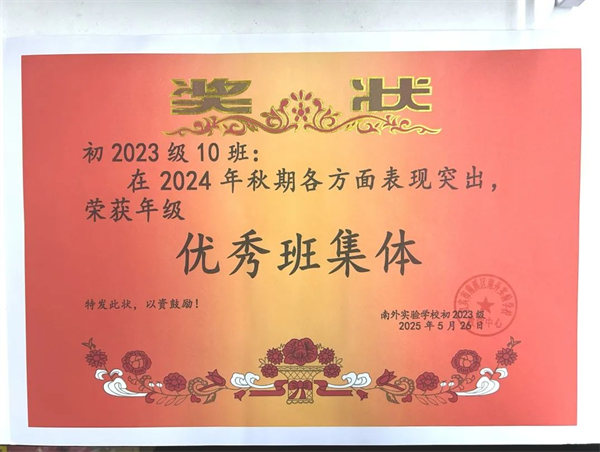 奖 状
初2023级10班：
在2024年秋期各方面表现突出，
荣获年级
优秀班集体
特发此状，以资鼓励！
南外实验学校初2023级
2025年5月26日